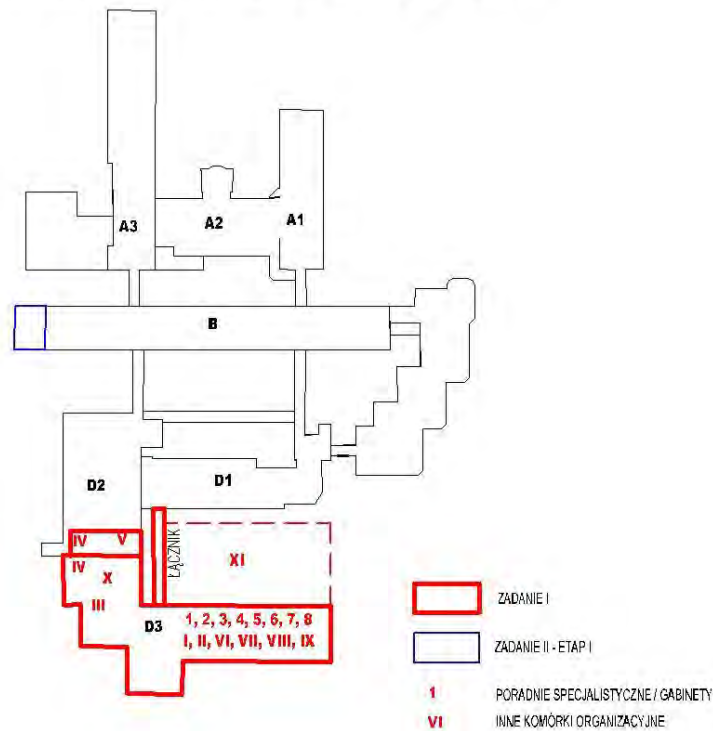 A3
A2
A1
B
D2
D1
IV V
ŁĄCZNIK
XI
IV
X
III
D3
1, 2, 3, 4, 5, 6, 7, 8
I, II, VI, VII, VIII, IX
ZADANIE I
ZADANIE II - ETAP I
1 PORADNIE SPECJALISTYCZNE / GABINETY
VI INNE KOMÓRKI ORGANIZACYJNE